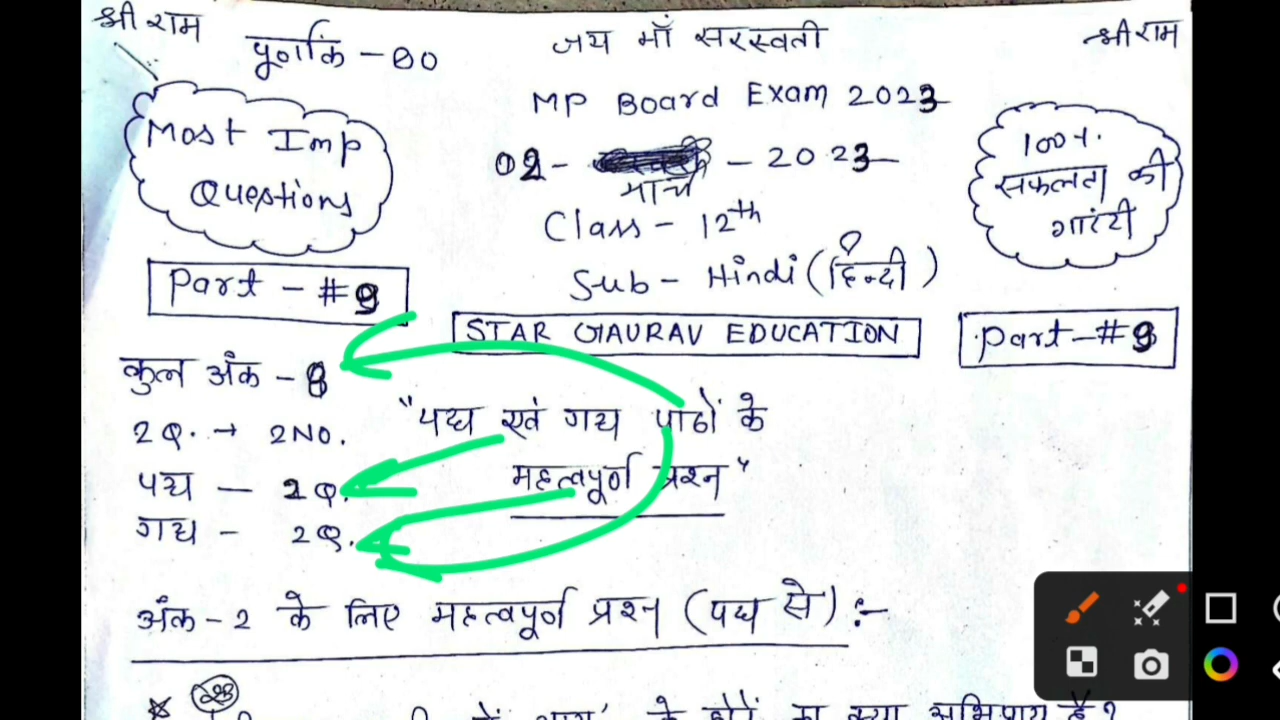 श्री राम
पूर्णांक - 80
जय माँ सरस्वती
श्री राम
MP Board Exam 2023
Most Imp
Questions
02 - मार्च - 2023
100%.
सफलता की
गारंटी
Class - 12th
Sub - Hindi (हिन्दी)
Part - #9
STAR GAURAV EDUCATION
Part - #9
कुल अंक - 8
2Q. → 2NO.
पद्य - 2Q.
गद्य - 2Q.
"पद्य एवं गद्य पाठों के
महत्वपूर्ण प्रश्न"
अंक - 2 के लिए महत्वपूर्ण प्रश्न (पद्य से) :-
का क्या अभिप्राय है?